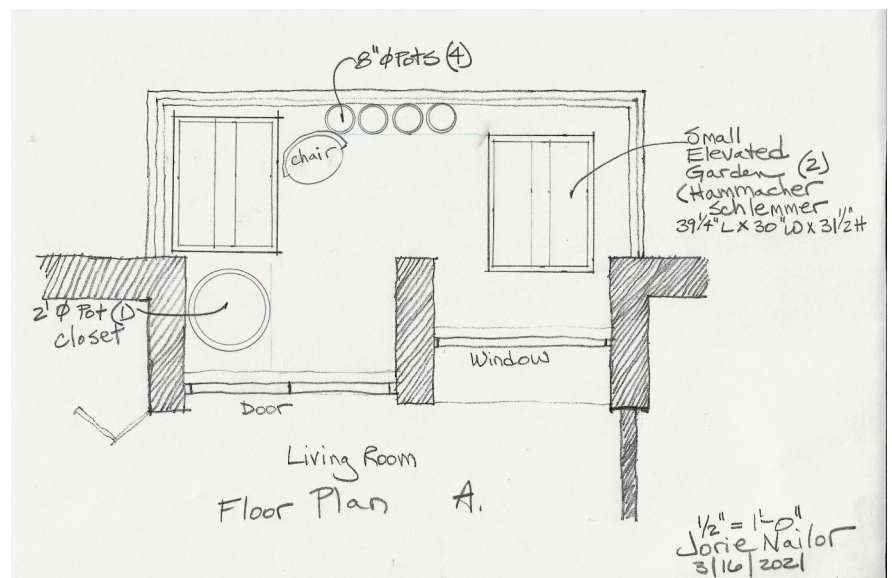 8" ø Pots (4)
chair
Small
Elevated
Garden (2)
(Hammacher
Schlemmer
39 1/4" L x 30" W x 31 1/2" H
2' ø Pot (1)
closet
Window
Door
Living Room
Floor Plan A.
1/2" = 1'-0"
Jorie Nailor
3/16/2021